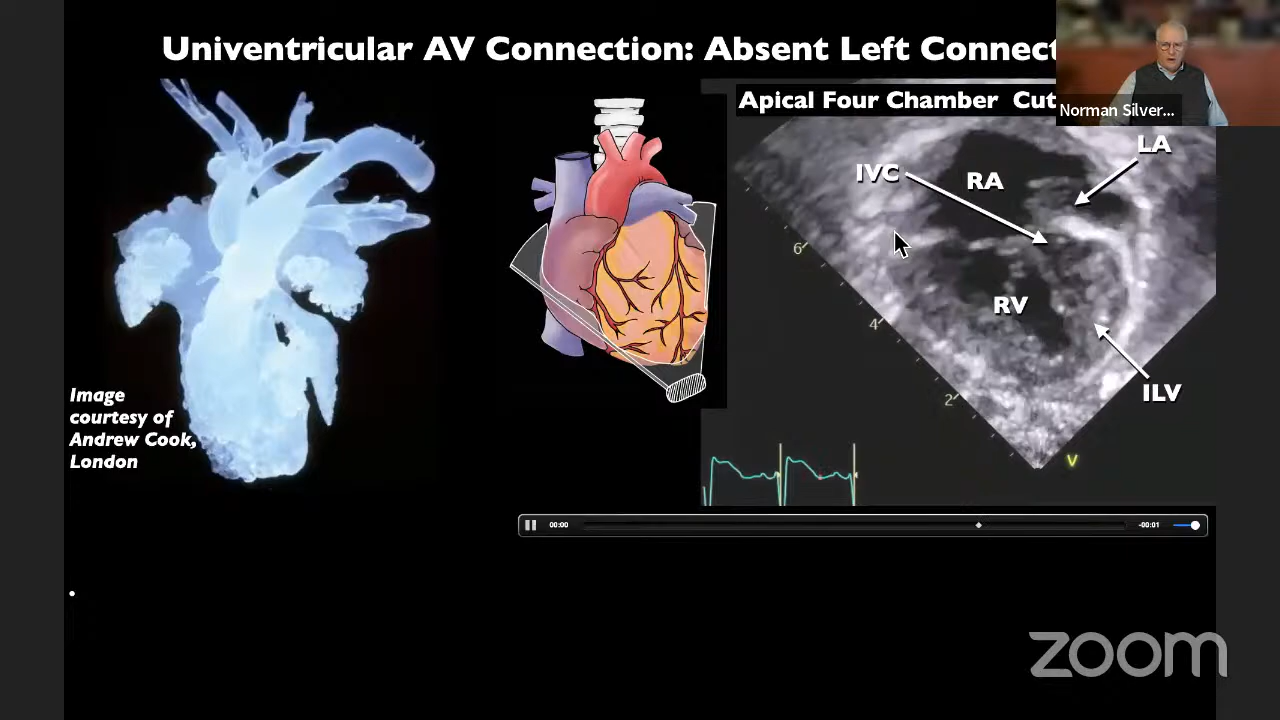 Univentricular AV Connection: Absent Left Connect
Norman Silver...
Apical Four Chamber Cut
LA
IVC
RA
6
RV
4
ILV
2
V
Image
courtesy of
Andrew Cook,
London
00:00
-00:01
zoom